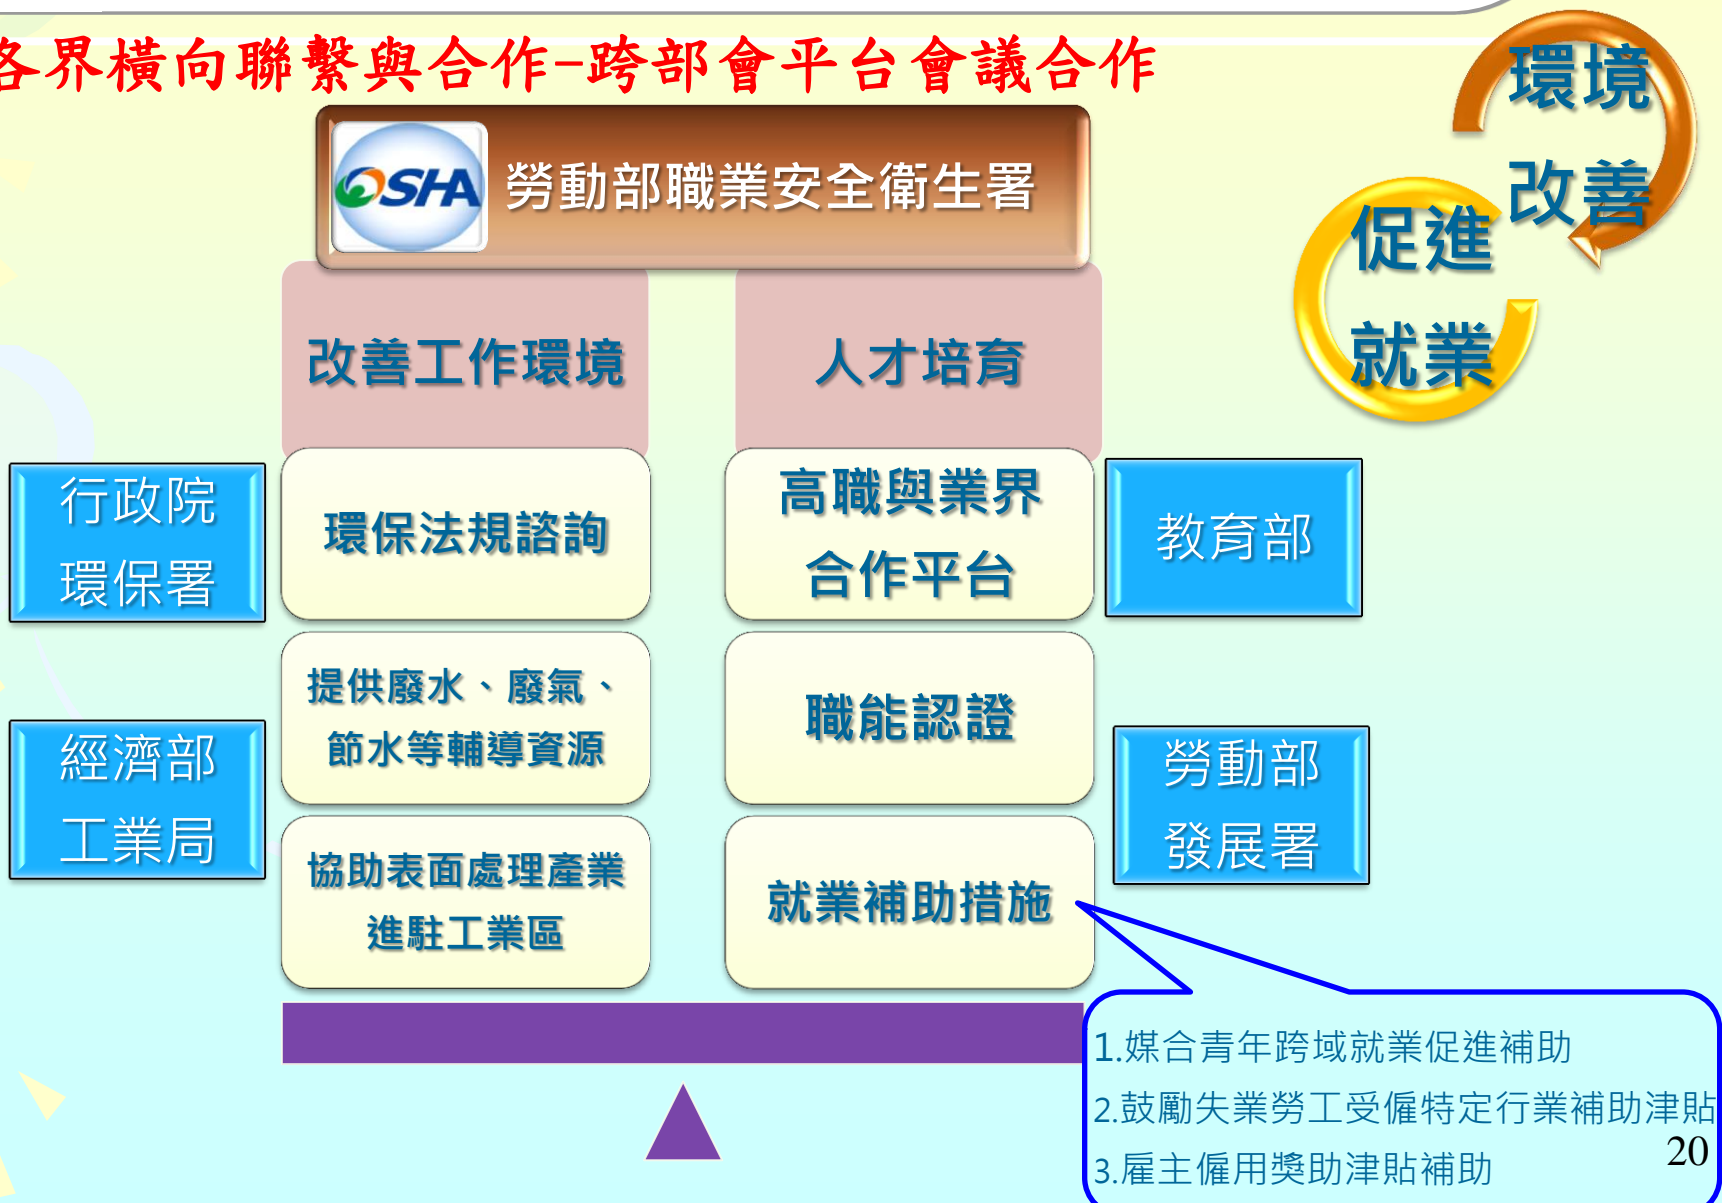 各界橫向聯繫與合作-跨部會平台會議合作
環境
改善
促進
就業
OSHA
勞動部職業安全衛生署
改善工作環境
人才培育
行政院
環保署
環保法規諮詢
高職與業界
合作平台
教育部
經濟部
工業局
提供廢水、廢氣、
節水等輔導資源
職能認證
勞動部
發展署
協助表面處理產業
進駐工業區
就業補助措施
1.媒合青年跨域就業促進補助
2.鼓勵失業勞工受僱特定行業補助津貼
3.雇主僱用獎助津貼補助
20